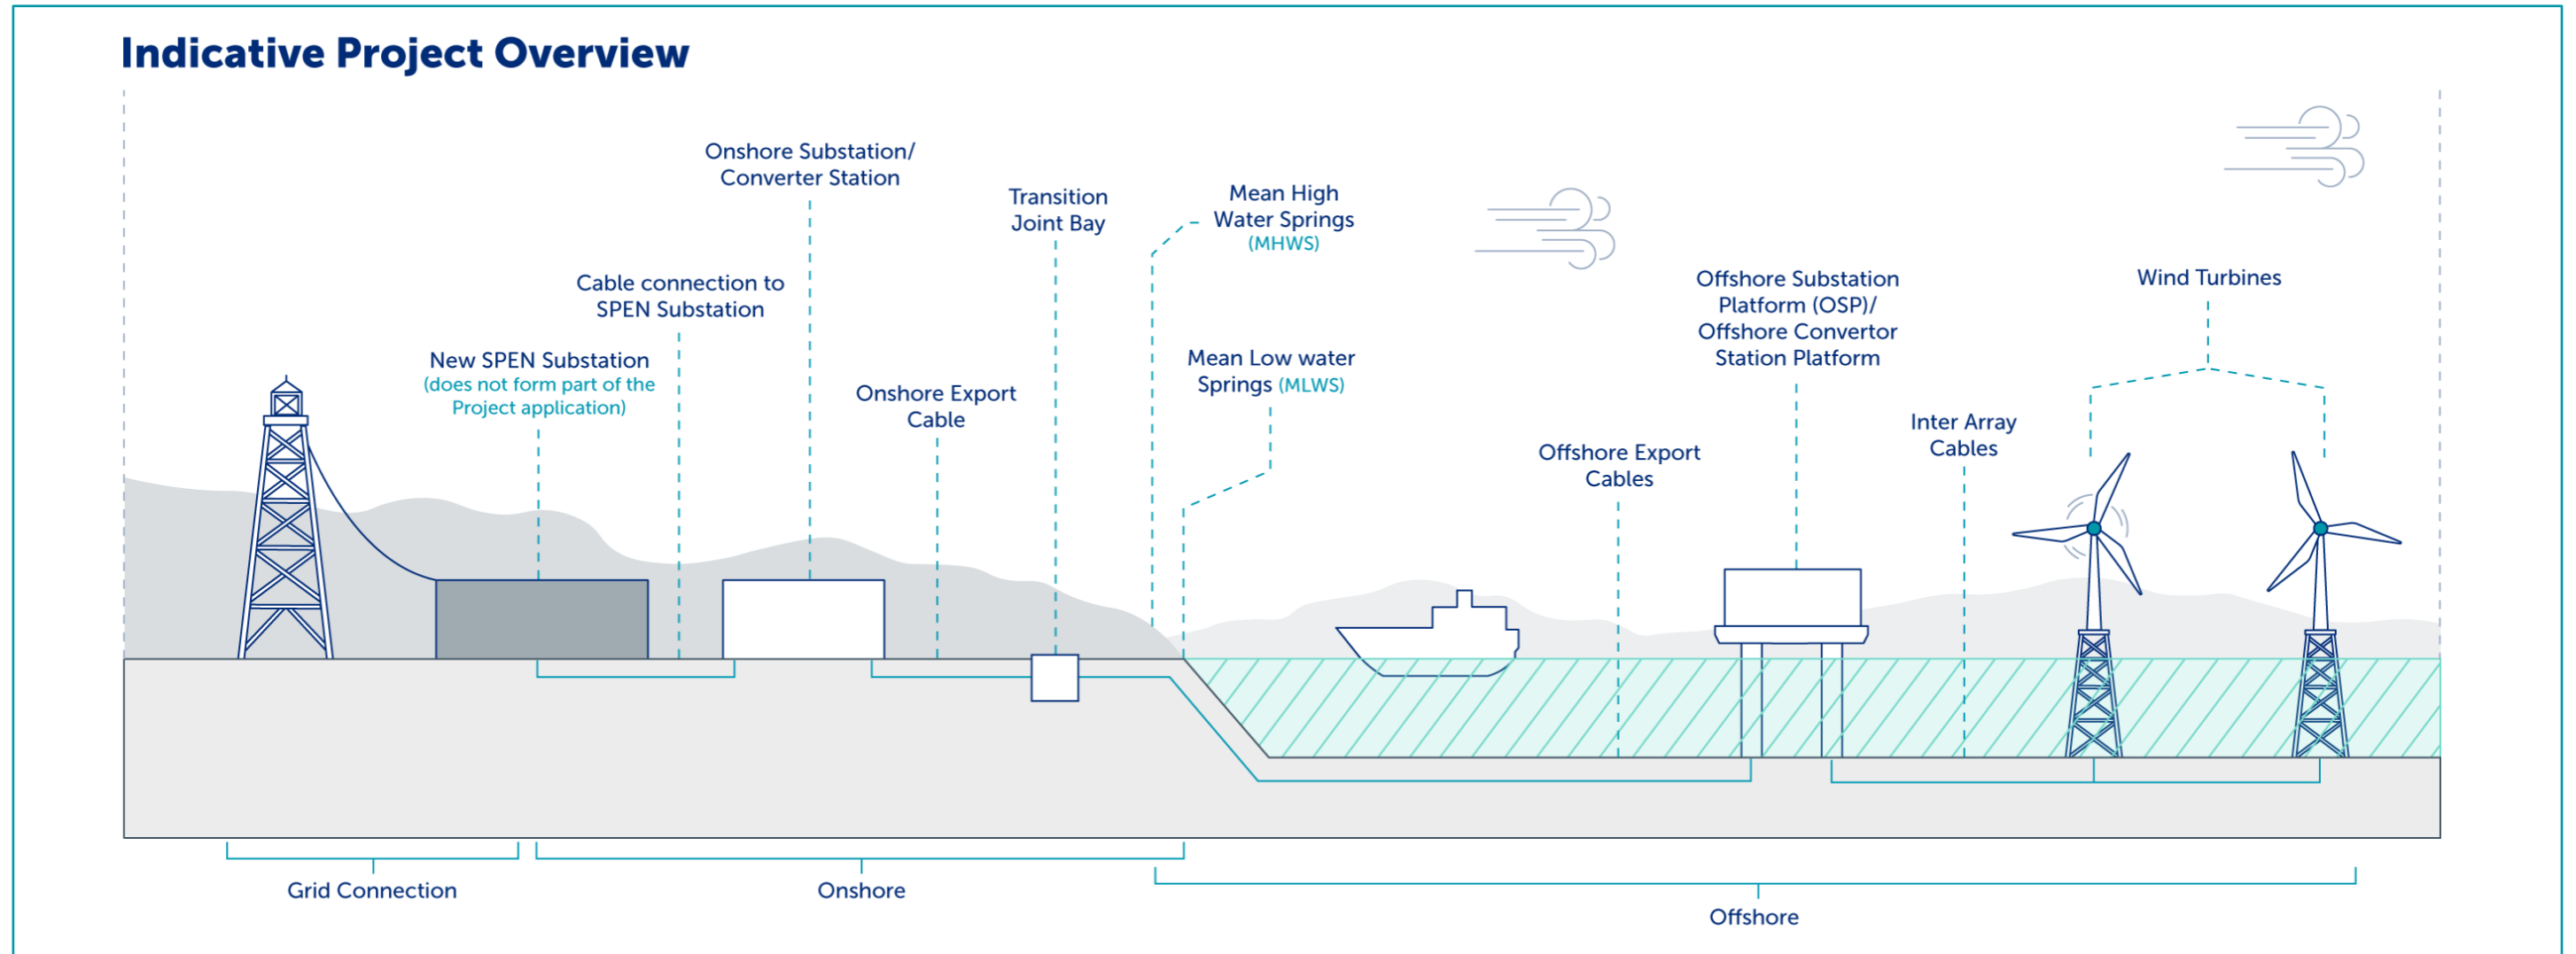 Indicative Project Overview
Onshore Substation/
Converter Station
Transition
Joint Bay
Mean High
Water Springs
(MHWS)
Cable connection to
SPEN Substation
Offshore Substation
Platform (OSP)/
Offshore Convertor
Station Platform
Wind Turbines
New SPEN Substation
(does not form part of the
Project application)
Onshore Export
Cable
Mean Low water
Springs (MLWS)
Offshore Export
Cables
Inter Array
Cables
Grid Connection
Onshore
Offshore